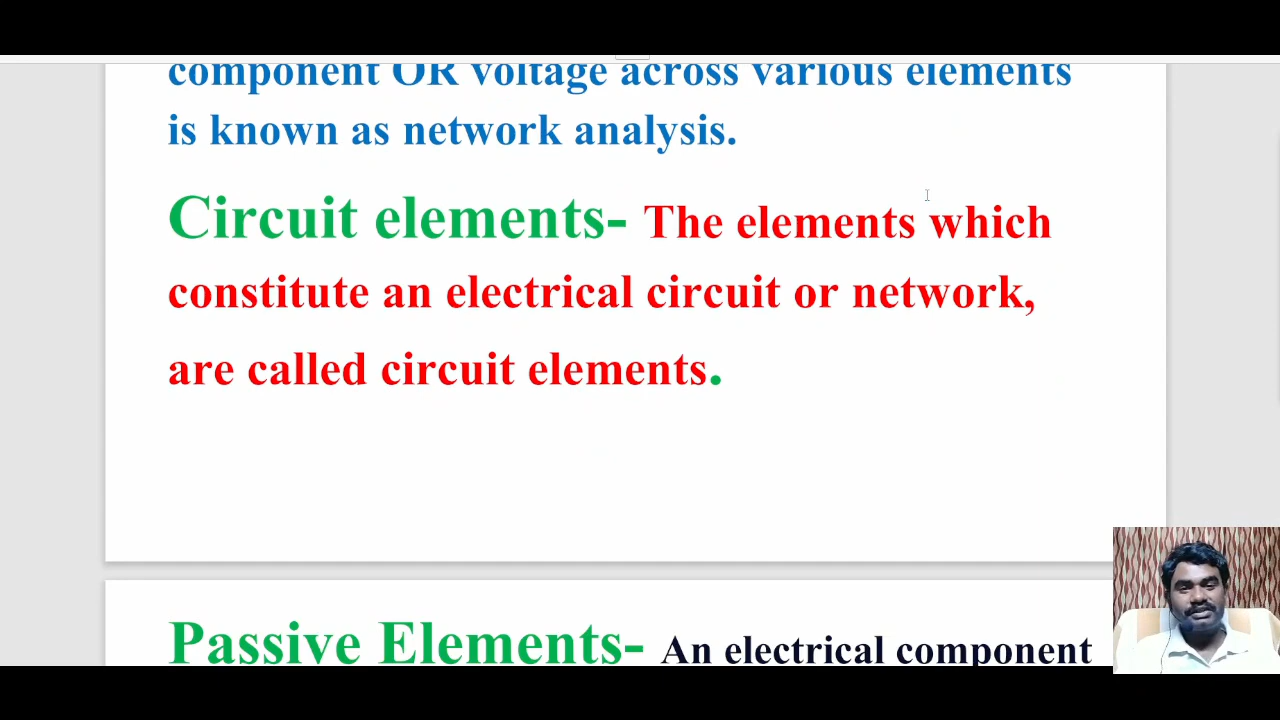 component OR voltage across various elements
is known as network analysis.
Circuit elements- The elements which
constitute an electrical circuit or network,
are called circuit elements.
Passive Elements- An electrical component